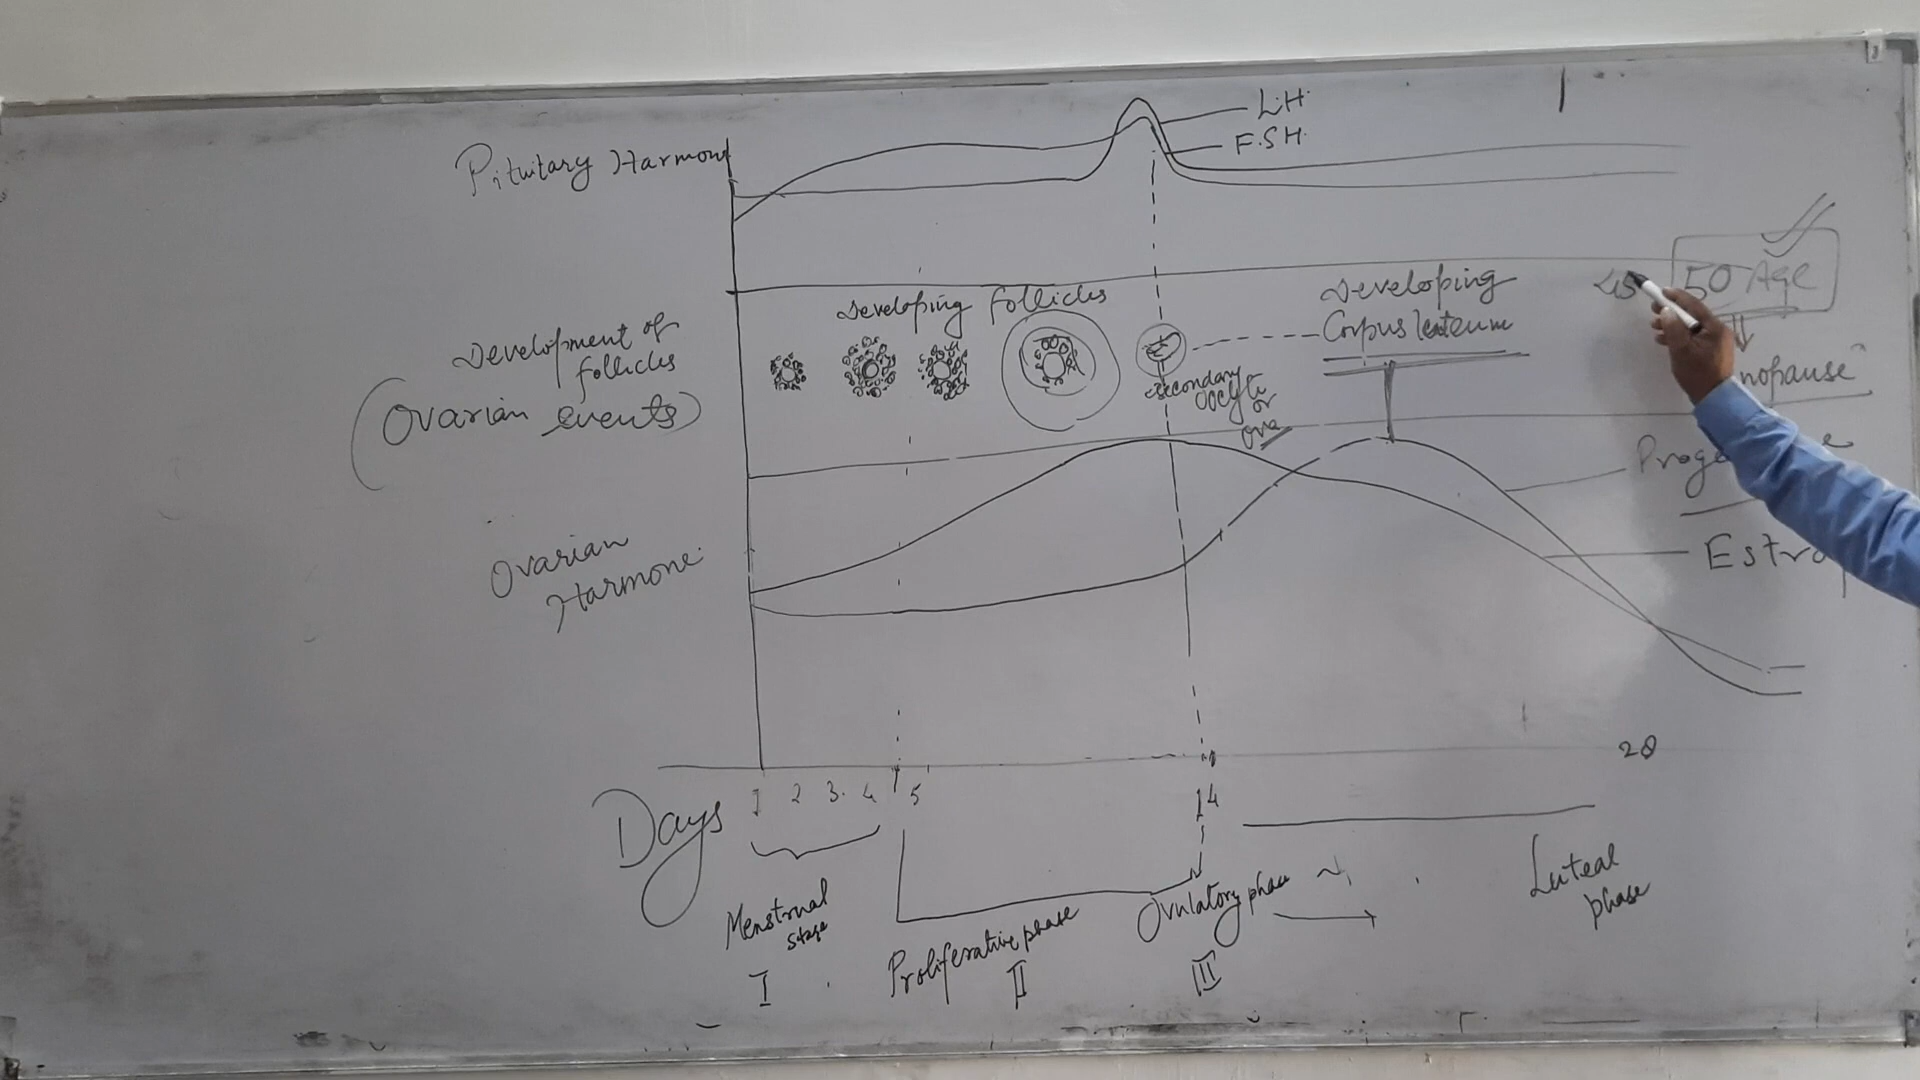 L.H.
F.S.H.
Pituitary Harmone
45
50 Age
Developing follicles
Developing
Corpus leuteum
Development of
follicles
(Ovarian events)
secondary
oocyte
or
ova
nopause
Ovarian
Harmone
Proge
Estro
Days
1 2 3 4 5 14 28
Menstrual
stage
I
Proliferative phase
II
Ovulatory phase
III
Luteal
phase